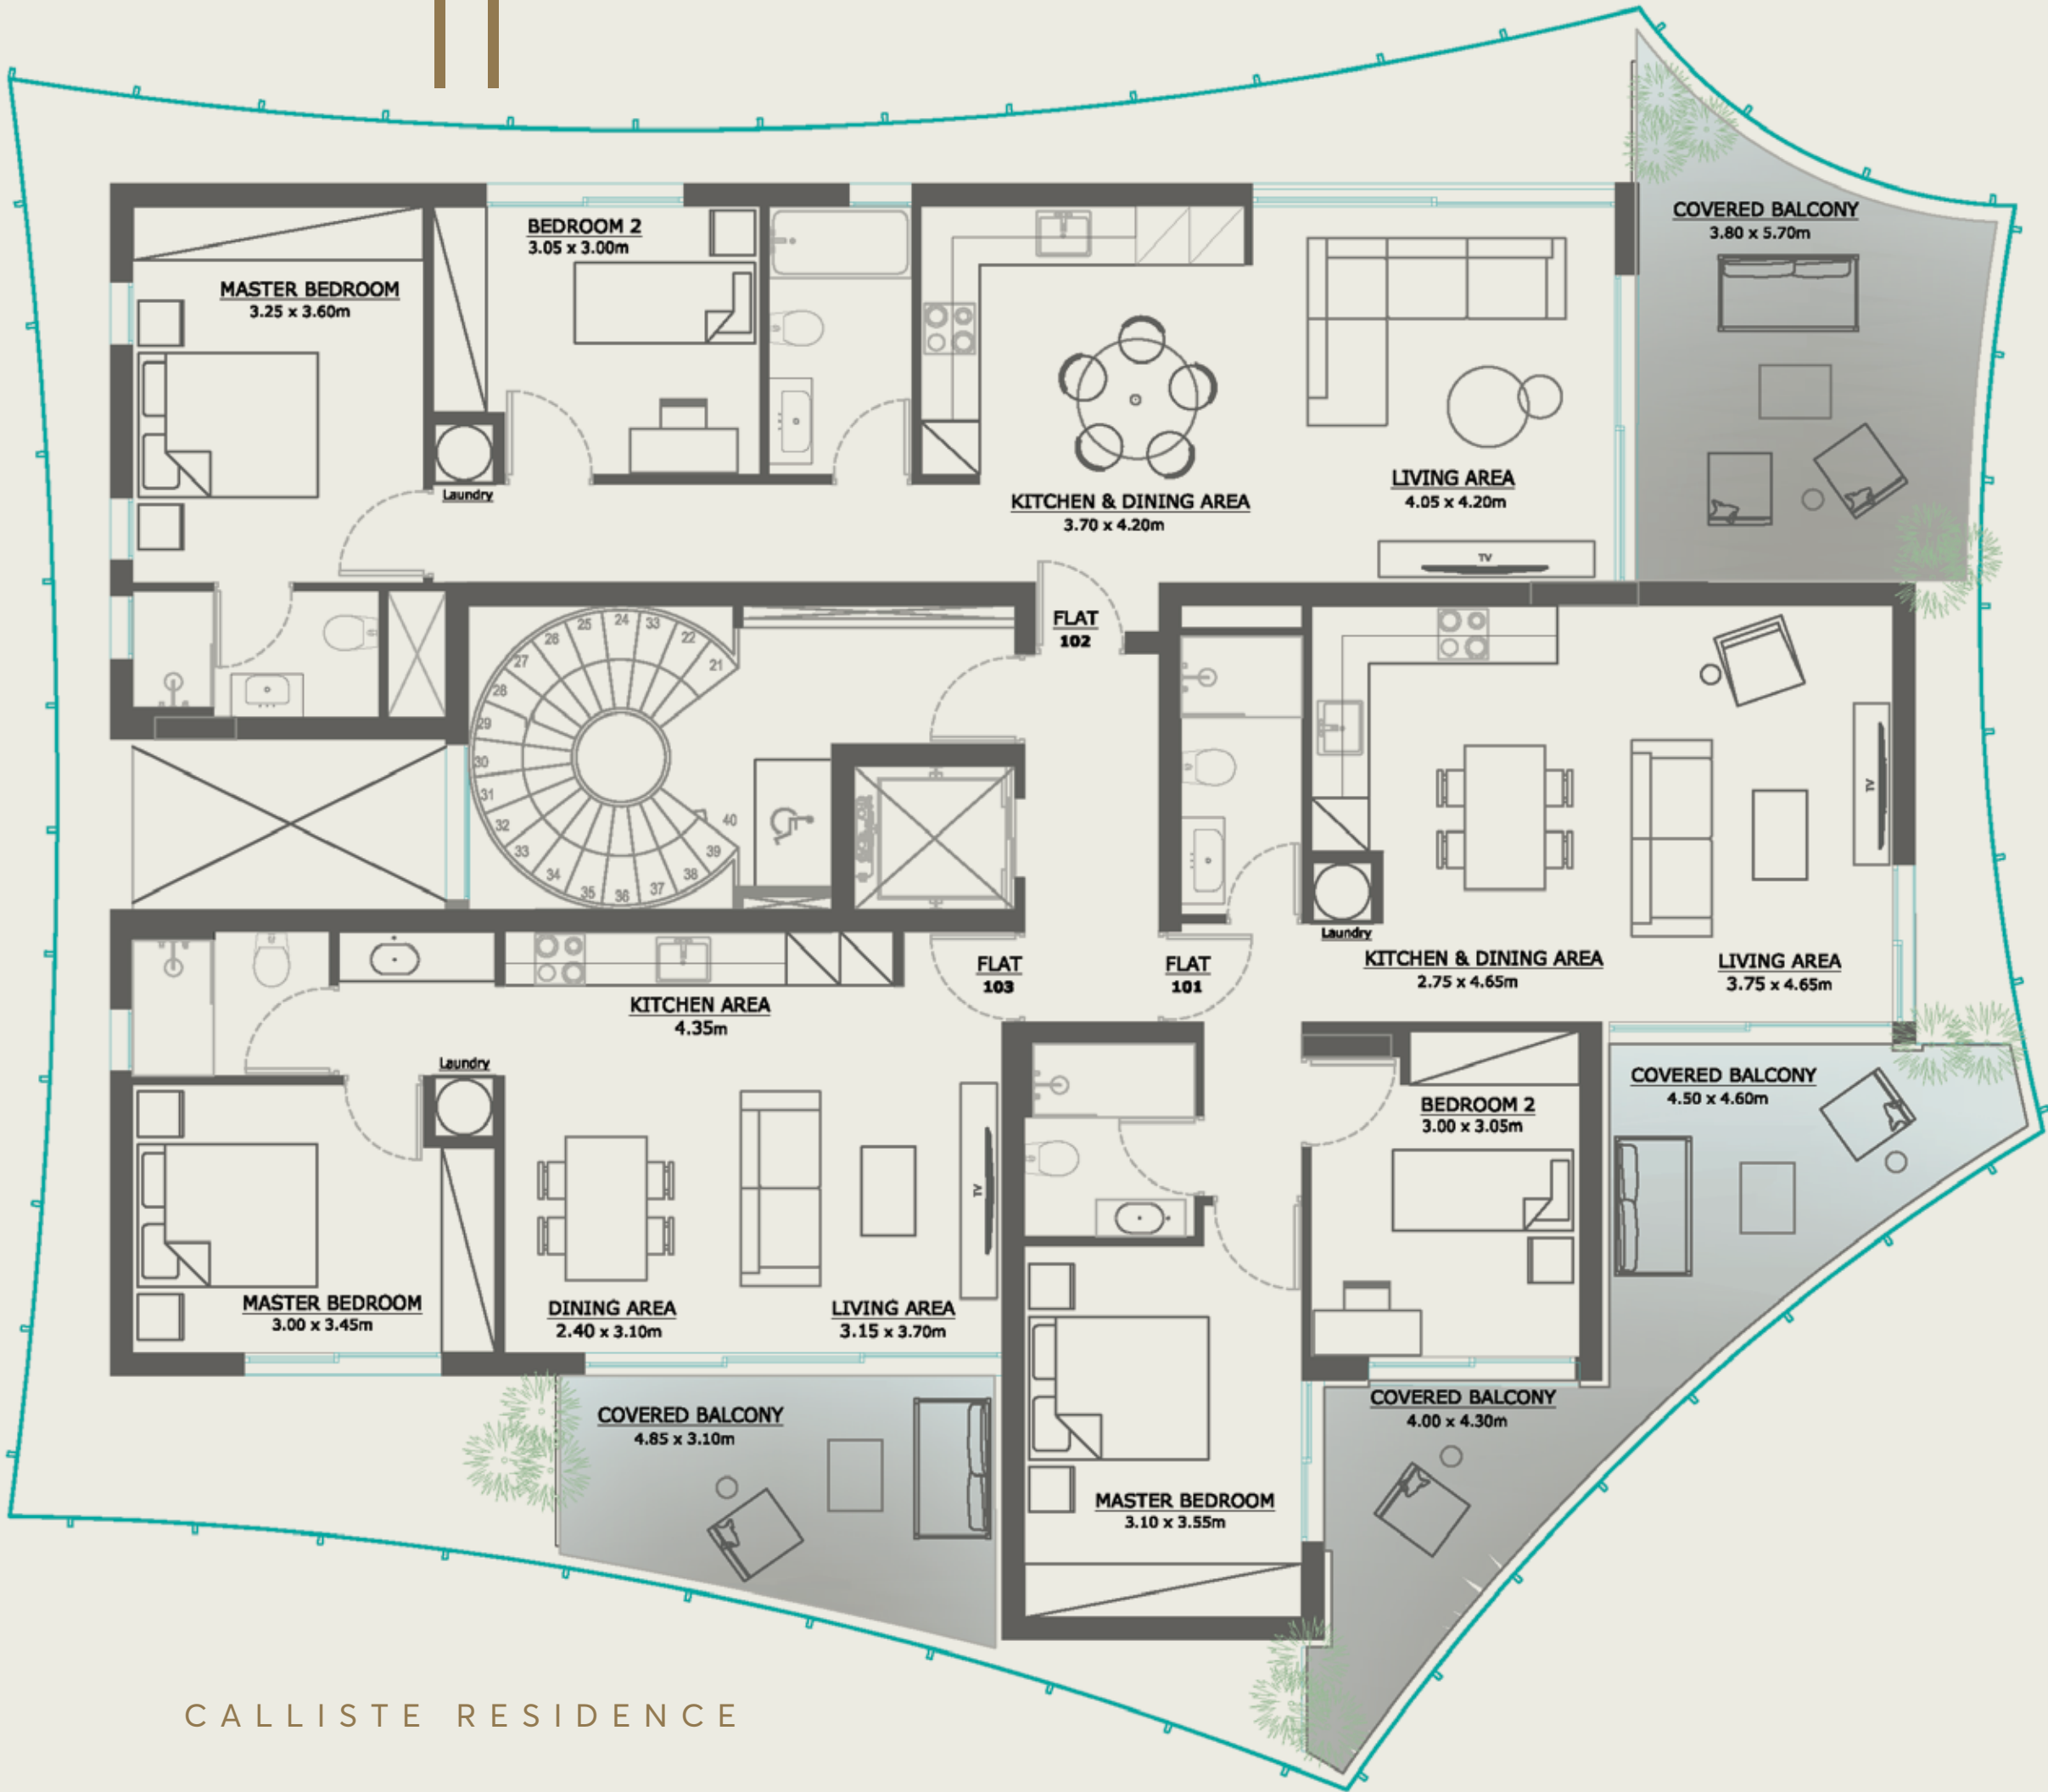 COVERED BALCONY
3.80 x 5.70m
BEDROOM 2
3.05 x 3.00m
MASTER BEDROOM
3.25 x 3.60m
Laundry
KITCHEN & DINING AREA
3.70 x 4.20m
LIVING AREA
4.05 x 4.20m
TV
FLAT
102
24
33
25
22
26
21
27
28
29
30
31
32
33
34
35
36
37
38
39
40
TV
Laundry
KITCHEN & DINING AREA
2.75 x 4.65m
LIVING AREA
3.75 x 4.65m
FLAT
103
FLAT
101
KITCHEN AREA
4.35m
Laundry
COVERED BALCONY
4.50 x 4.60m
BEDROOM 2
3.00 x 3.05m
TV
MASTER BEDROOM
3.00 x 3.45m
DINING AREA
2.40 x 3.10m
LIVING AREA
3.15 x 3.70m
COVERED BALCONY
4.85 x 3.10m
COVERED BALCONY
4.00 x 4.30m
MASTER BEDROOM
3.10 x 3.55m
CALLISTE RESIDENCE